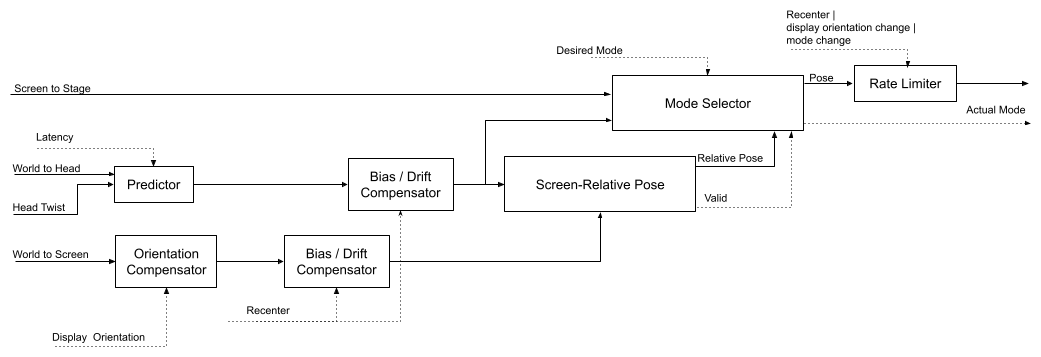 Recenter |
display orientation change |
mode change
Desired Mode
Screen to Stage
Mode Selector
Pose
Rate Limiter
Actual Mode
Latency
World to Head
Predictor
Head Twist
Bias / Drift
Compensator
Screen-Relative Pose
Relative Pose
Valid
World to Screen
Orientation
Compensator
Bias / Drift
Compensator
Recenter
Display Orientation